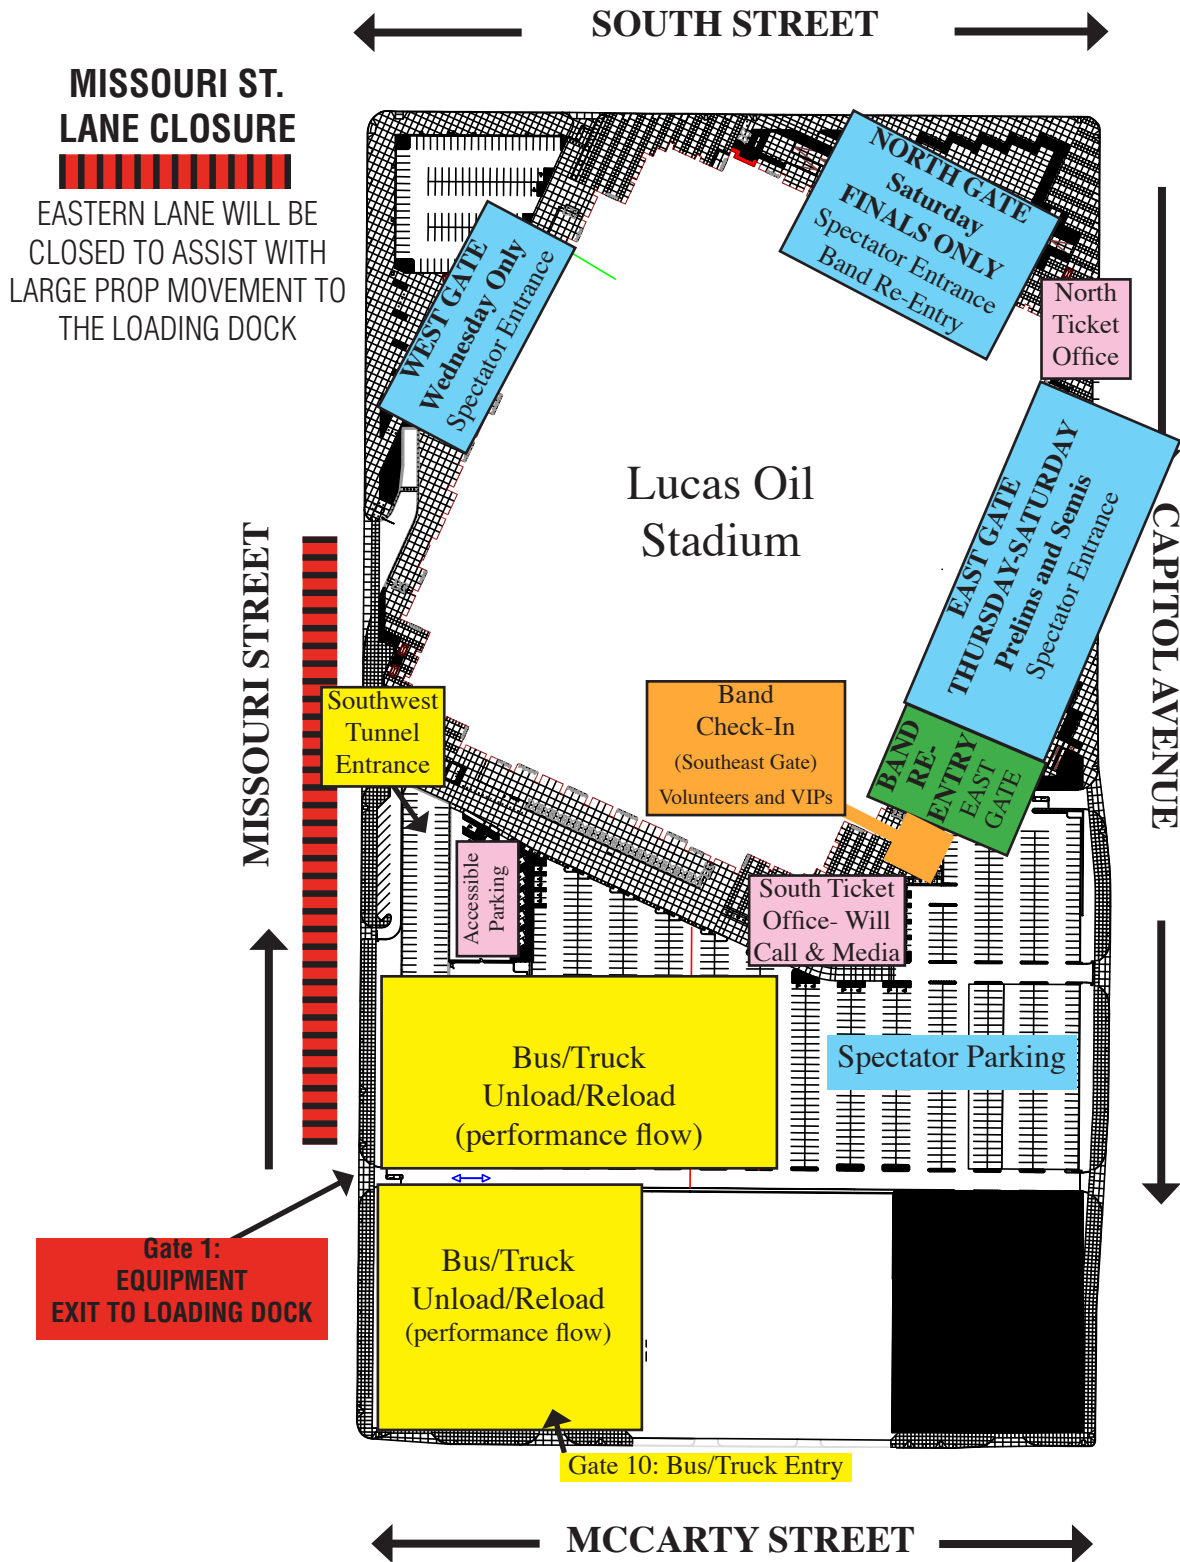 SOUTH STREET
MISSOURI ST.
LANE CLOSURE
EASTERN LANE WILL BE
CLOSED TO ASSIST WITH
LARGE PROP MOVEMENT TO
THE LOADING DOCK
NORTH GATE
Saturday
FINALS ONLY
Spectator Entrance
Band Re-Entry
WEST GATE
Wednesday Only
Spectator Entrance
North
Ticket
Office
Lucas Oil
Stadium
EAST GATE
THURSDAY-SATURDAY
Prelims and Semis
Spectator Entrance
CAPITOL AVENUE
MISSOURI STREET
Southwest
Tunnel
Entrance
Band
Check-In
(Southeast Gate)
Volunteers and VIPs
BAND
RE-
ENTRY
EAST
GATE
Accessible
Parking
South Ticket
Office- Will
Call & Media
Bus/Truck
Unload/Reload
(performance flow)
Spectator Parking
Gate 1:
EQUIPMENT
EXIT TO LOADING DOCK
Bus/Truck
Unload/Reload
(performance flow)
Gate 10: Bus/Truck Entry
MCCARTY STREET